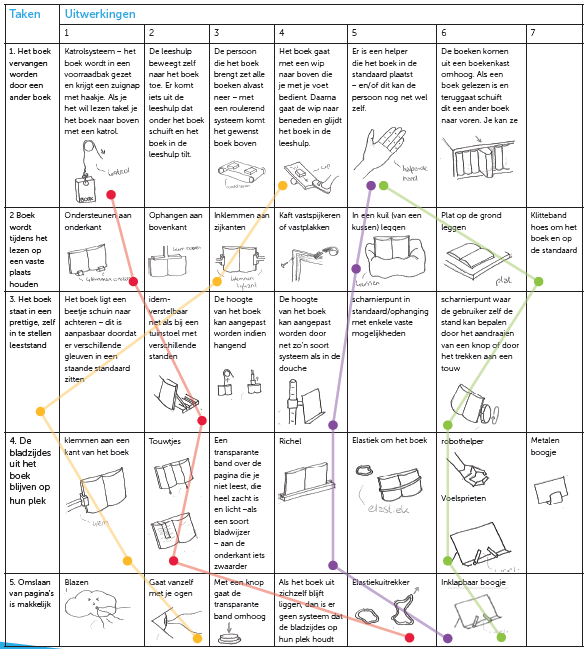 Taken
Uitwerkingen
1
2
3
4
5
6
7
1. Het boek
vervangen
worden
door een
ander boek
Katrolsysteem – het
boek wordt in een
voorraadbak gezet
en krijgt een zuignap
met haakje. Als je
het wil lezen takel je
het boek naar boven
met een katrol.
De leeshulp
beweegt zelf
naar het boek
toe. Er komt
iets uit de
leeshulp dat
onder het boek
schuift en het
boek in de
leeshulp tilt.
De persoon
die het boek
brengt zet alle
boeken alvast
neer – met
een roulerend
systeem komt
het gewenst
boek boven
Het boek gaat
met een wip
naar boven die
je met je voet
bedient. Daarna
gaat de wip naar
beneden en glijdt
het boek in de
leeshulp.
Er is een helper
die het boek in de
standaard plaatst
– en/of dit kan de
persoon nog net wel
zelf.
De boeken komen
uit een boekenkast
omhoog. Als een
boek gelezen is en
teruggaat schuift
dit een ander boek
naar voren. Je kan ze
wip
helpende
hand
2 Boek
wordt
tijdens het
lezen op
een vaste
plaats
houden
Ondersteunen aan
onderkant
Ophangen aan
bovenkant
Inklemmen aan
zijkanten
Kaft vastspijkeren
of vastplakken
In een kuil (van een
kussen) leggen
Plat op de grond
leggen
Klitteband
hoes om het
boek en op
de standaard
kussen
plat
3. Het boek
staat in een
prettige, zelf
in te stellen
leesstand
Het boek ligt een
beetje schuin naar
achteren – dit is
aanpasbaar doordat
er verschillende
gleuven in een
staande standaard
zitten
idem-
verstelbaar
net als bij een
tuinstoel met
verschillende
standen
De hoogte
van het boek
kan aangepast
worden indien
hangend
De hoogte
van het boek
kan aangepast
worden door
net zo'n soort
systeem als in de
douche
scharnierpunt in
standaard/ophanging
met enkele vaste
mogelijkheden
scharnierpunt waar
de gebruiker zelf de
stand kan bepalen
door het aandraaien
van een knop of door
het trekken aan een
touw
4. De
bladzijdes
uit het
boek
blijven op
hun plek
klemmen aan een
kant van het boek
Touwtjes
Een
transparante
band over de
pagina die je
niet leest, die
heel zacht is
en licht –als
een soort
bladwijzer
– aan de
onderkant iets
zwaarder
Richel
Elastiek om het boek
robothelper
Voelsprieten
Metalen
boogje
klem
elastiek
5. Omslaan
van pagina's
is makkelijk
Blazen
Gaat vanzelf
met je ogen
Met een knop
gaat de
transparante
band omhoog
Als het boek uit
zichzelf blijft
liggen, dan is er
geen systeem dat
de bladzijdes op
hun plek houdt
Elastiekuitrekker
Inklapbaar boogje